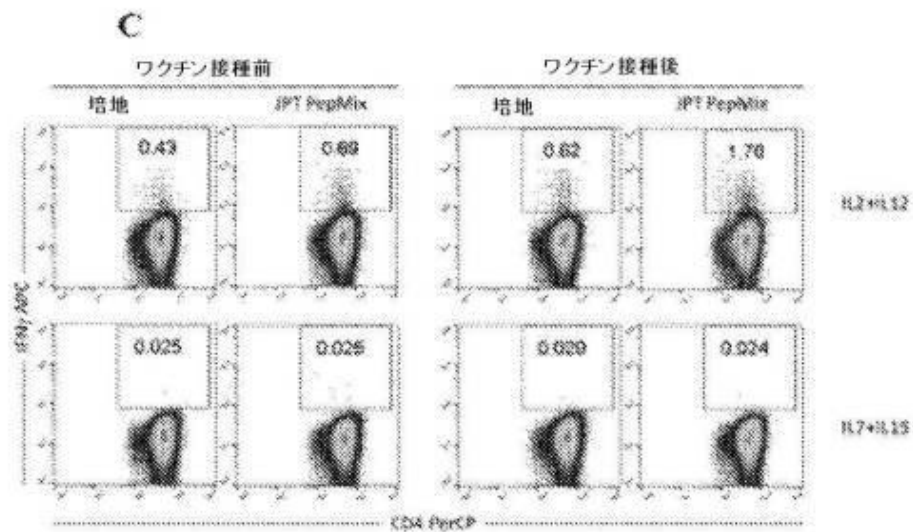 C
ワクチン接種前 ワクチン接種後
培地 JPT PepMix 培地 JPT PepMix
0.43 0.69 0.62 1.76
IL2+IL12
IFNγ APC
0.025 0.026 0.029 0.024
IL7+IL15
CD4 PerCP